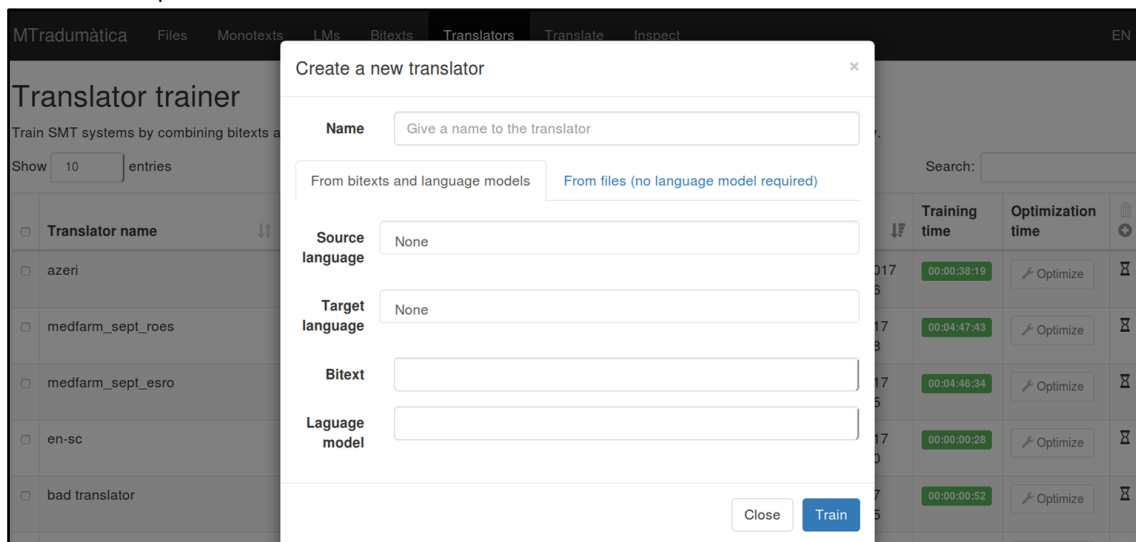 MTradumàtica Files Monotexts LMs Bitexts Translators Translate Inspect EN
Create a new translator ×
Translator trainer
Train SMT systems by combining bitexts a
Name Give a name to the translator
Show 10 entries Search:
From bitexts and language models From files (no language model required)
Translator name Training time Optimization time
Source language None
azeri 017 00:00:38:19 Optimize
Target language None
medfarm_sept_roes 17 00:04:47:43 Optimize
Bitext
medfarm_sept_esro 17 00:04:46:34 Optimize
Laguage model
en-sc 17 00:00:00:28 Optimize
bad translator 00:00:00:52 Optimize
Close Train